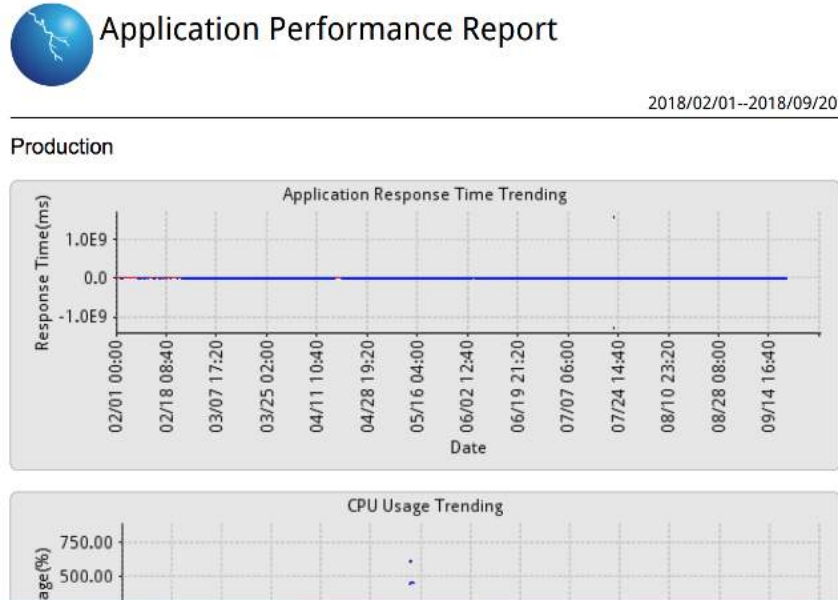 Application Performance Report
2018/02/01--2018/09/20
Production
Application Response Time Trending
Response Time(ms)
1.0E9
0.0
-1.0E9
02/01 00:00
02/18 08:40
03/07 17:20
03/25 02:00
04/11 10:40
04/28 19:20
05/16 04:00
06/02 12:40
06/19 21:20
07/07 06:00
07/24 14:40
08/10 23:20
08/28 08:00
09/14 16:40
Date
CPU Usage Trending
750.00
500.00